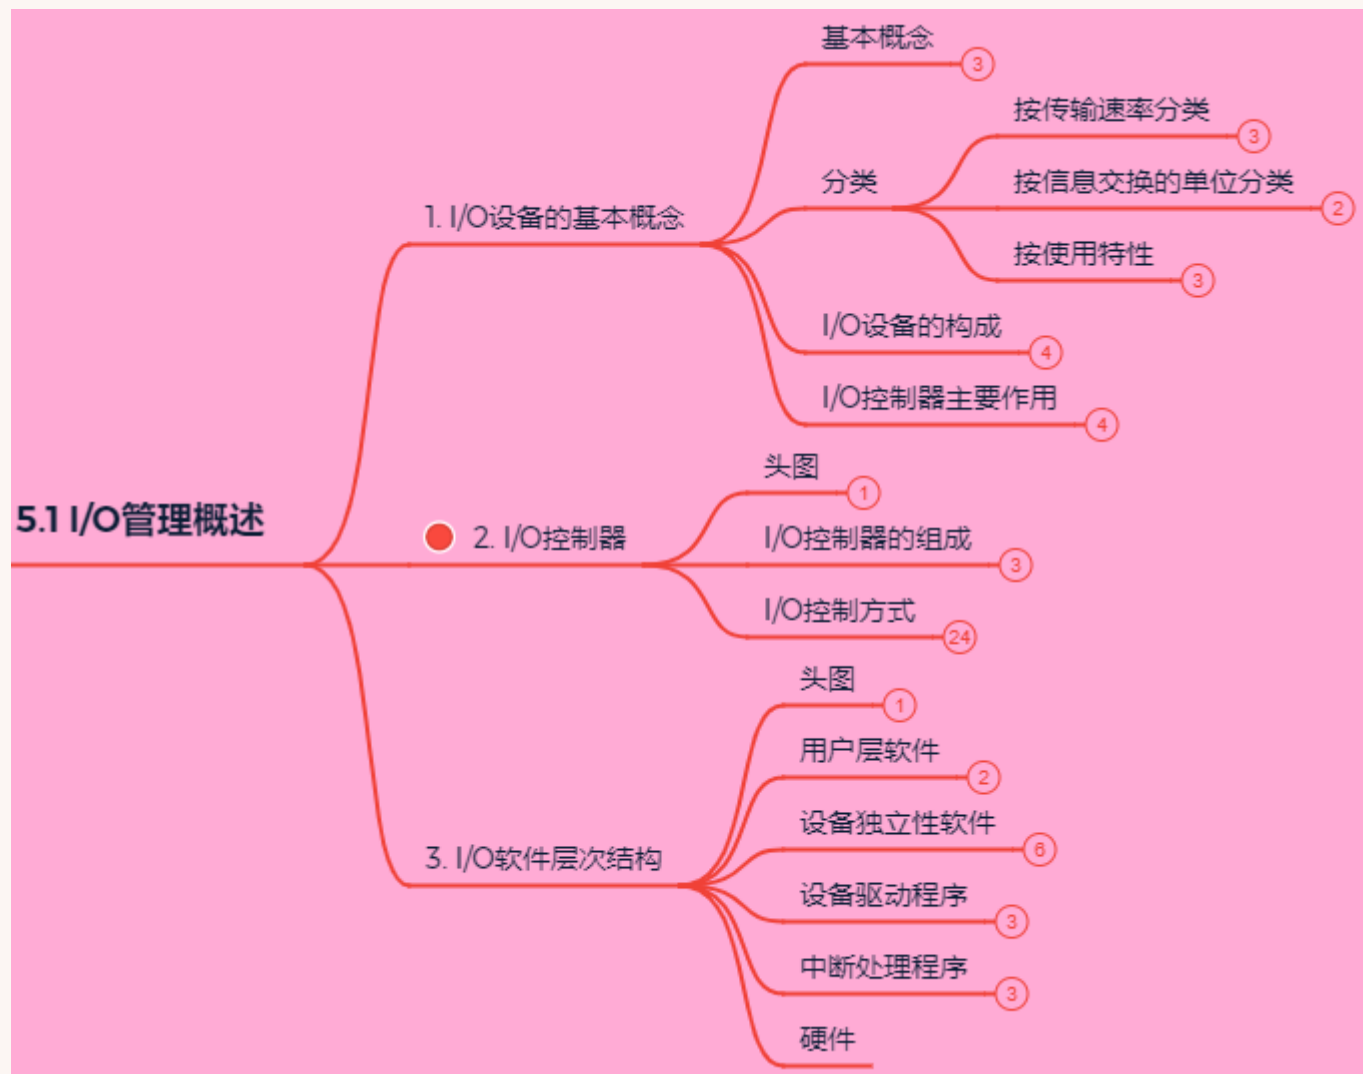 5.1 I/O管理概述
1. I/O设备的基本概念
基本概念
3
分类
按传输速率分类
3
按信息交换的单位分类
2
按使用特性
3
I/O设备的构成
4
I/O控制器主要作用
4
2. I/O控制器
头图
1
I/O控制器的组成
3
I/O控制方式
24
3. I/O软件层次结构
头图
1
用户层软件
2
设备独立性软件
6
设备驱动程序
3
中断处理程序
3
硬件